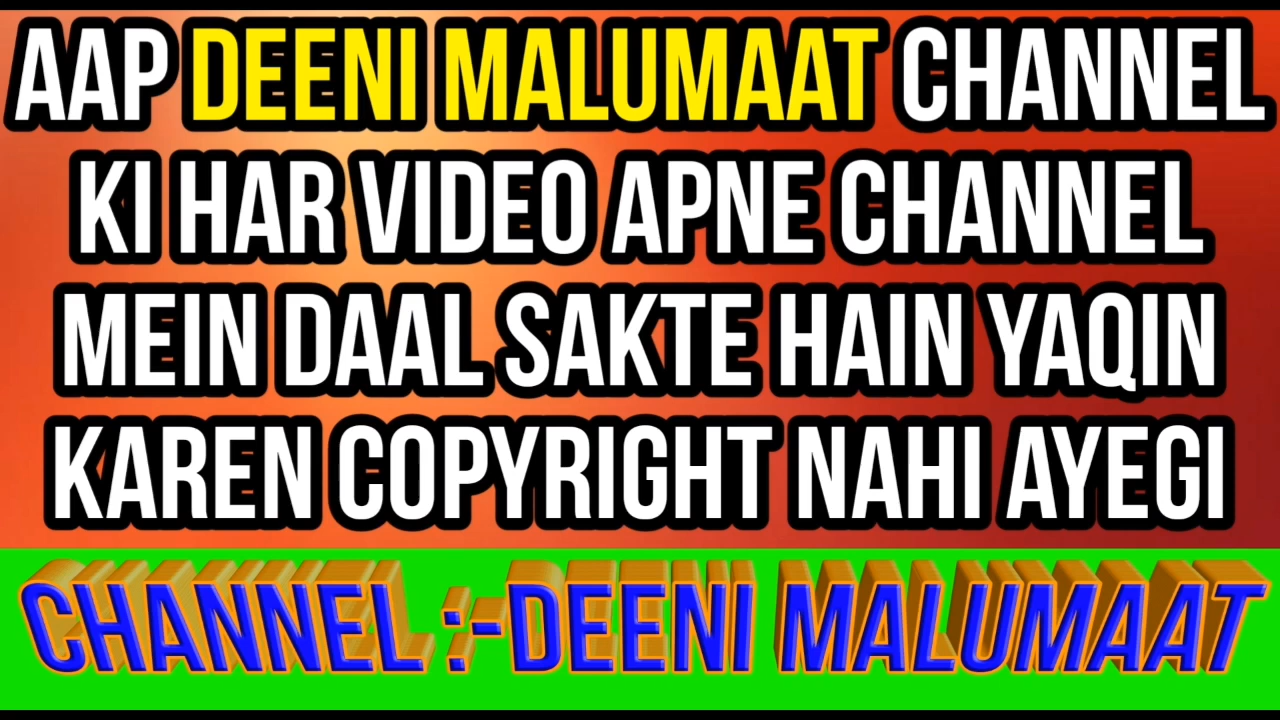 AAP DEENI MALUMAAT CHANNEL
KI HAR VIDEO APNE CHANNEL
MEIN DAAL SAKTE HAIN YAQIN
KAREN COPYRIGHT NAHI AYEGI
CHANNEL :-DEENI MALUMAAT